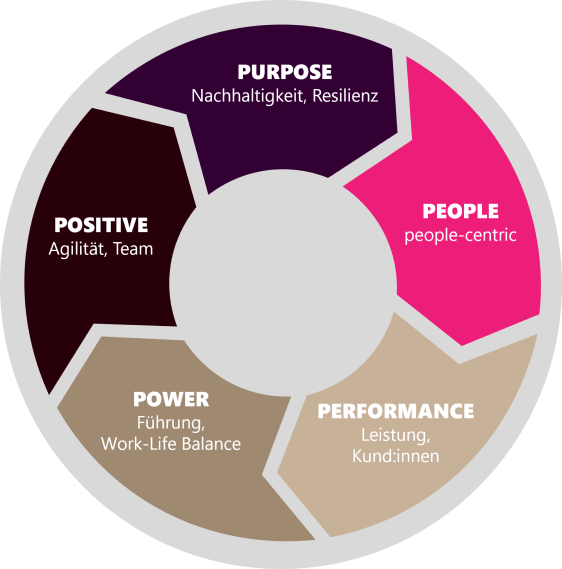 PURPOSE
Nachhaltigkeit, Resilienz
PEOPLE
people-centric
PERFORMANCE
Leistung,
Kund:innen
POWER
Führung,
Work-Life Balance
POSITIVE
Agilität, Team